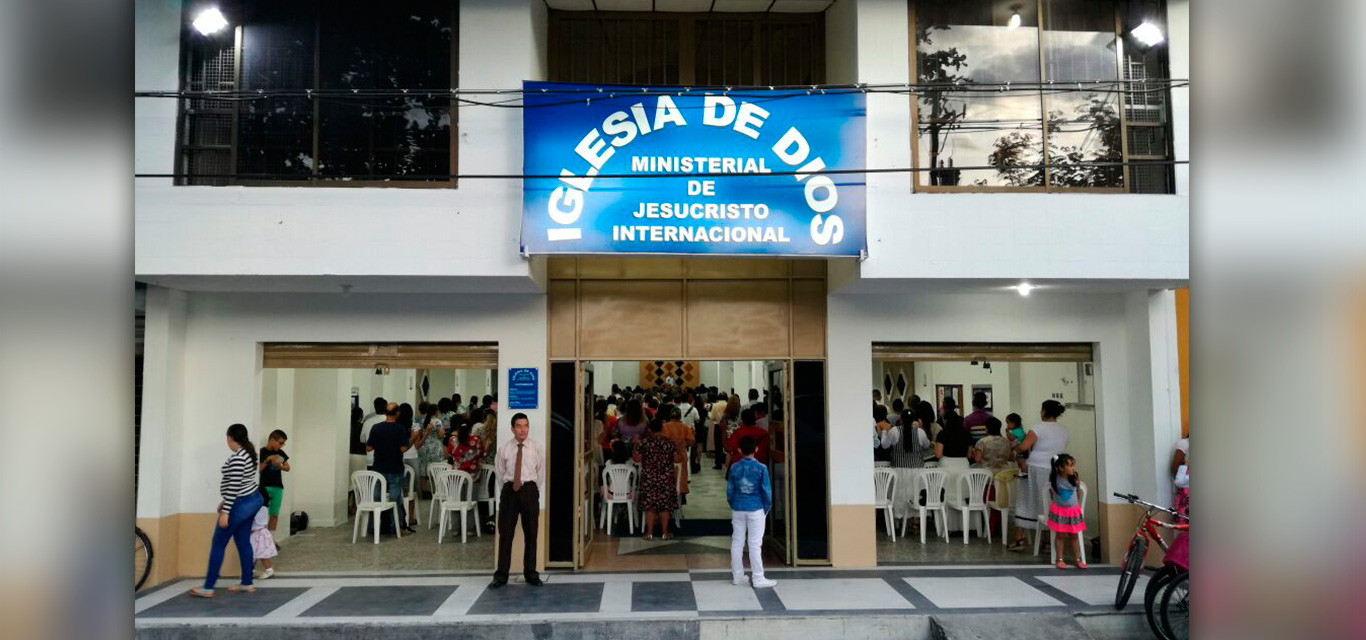 IGLESIA DE DIOS
MINISTERIAL
DE
JESUCRISTO
INTERNACIONAL